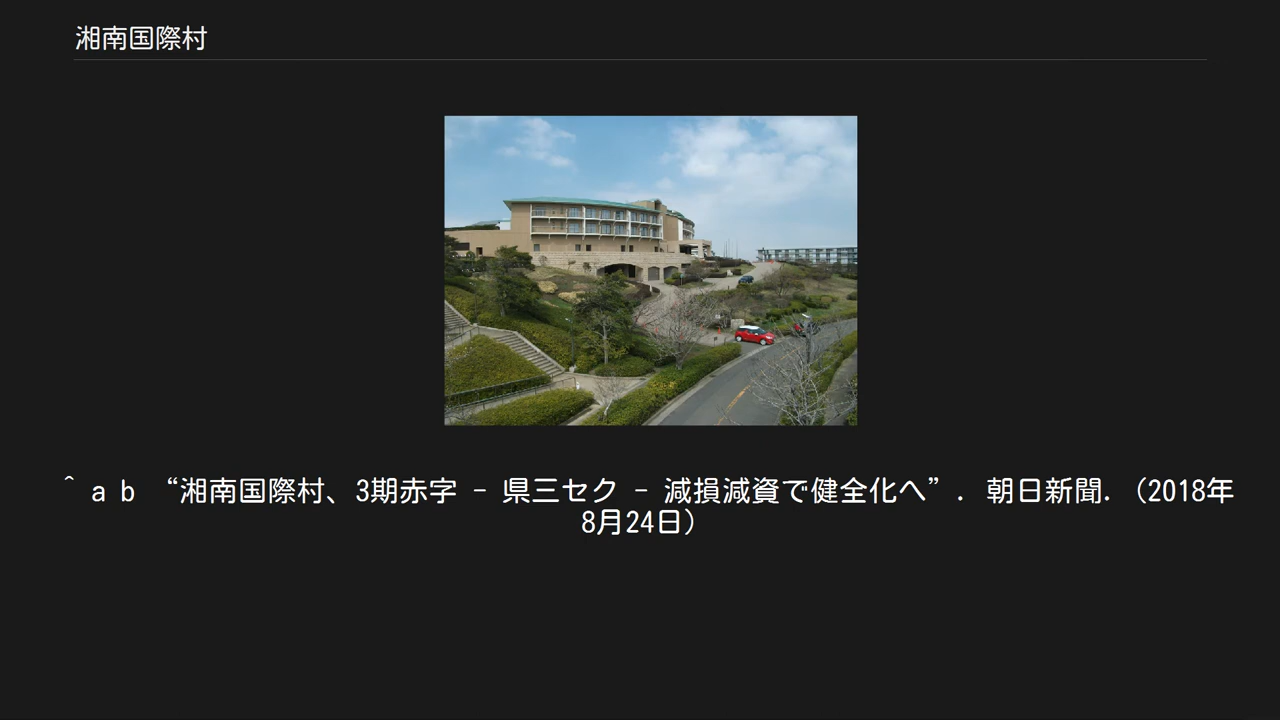 湘南国際村
^ a b “湘南国際村、3期赤字 － 県三セク － 減損減資で健全化へ”. 朝日新聞. （2018年
8月24日）